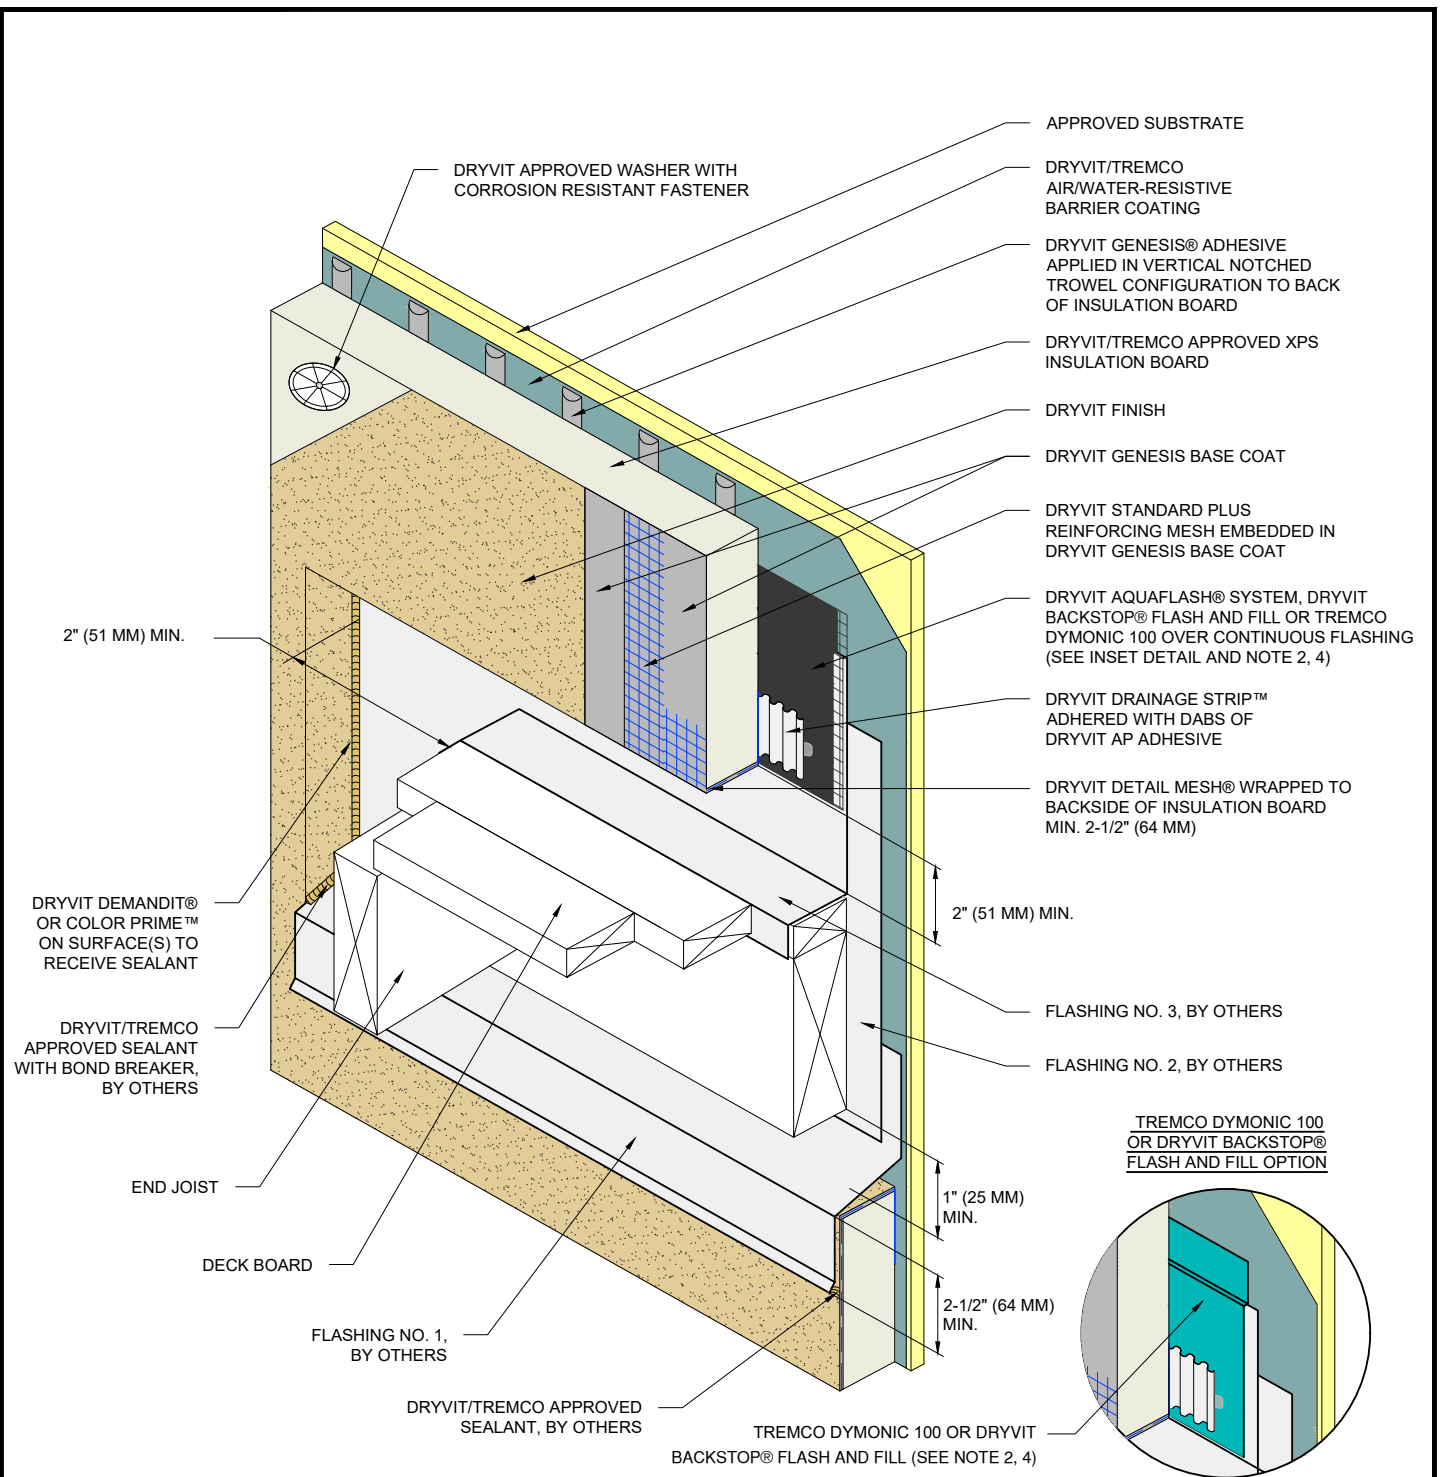 APPROVED SUBSTRATE
DRYVIT APPROVED WASHER WITH
CORROSION RESISTANT FASTENER
DRYVIT/TREMCO
AIR/WATER-RESISTIVE
BARRIER COATING
DRYVIT GENESIS® ADHESIVE
APPLIED IN VERTICAL NOTCHED
TROWEL CONFIGURATION TO BACK
OF INSULATION BOARD
DRYVIT/TREMCO APPROVED XPS
INSULATION BOARD
DRYVIT FINISH
DRYVIT GENESIS BASE COAT
DRYVIT STANDARD PLUS
REINFORCING MESH EMBEDDED IN
DRYVIT GENESIS BASE COAT
DRYVIT AQUAFLASH® SYSTEM, DRYVIT
BACKSTOP® FLASH AND FILL OR TREMCO
DYMONIC 100 OVER CONTINUOUS FLASHING
(SEE INSET DETAIL AND NOTE 2, 4)
2" (51 MM) MIN.
DRYVIT DRAINAGE STRIP™
ADHERED WITH DABS OF
DRYVIT AP ADHESIVE
DRYVIT DETAIL MESH® WRAPPED TO
BACKSIDE OF INSULATION BOARD
MIN. 2-1/2" (64 MM)
DRYVIT DEMANDIT®
OR COLOR PRIME™
ON SURFACE(S) TO
RECEIVE SEALANT
2" (51 MM) MIN.
DRYVIT/TREMCO
APPROVED SEALANT
WITH BOND BREAKER,
BY OTHERS
FLASHING NO. 3, BY OTHERS
FLASHING NO. 2, BY OTHERS
TREMCO DYMONIC 100
OR DRYVIT BACKSTOP®
FLASH AND FILL OPTION
END JOIST
1" (25 MM)
MIN.
DECK BOARD
2-1/2" (64 MM)
MIN.
FLASHING NO. 1,
BY OTHERS
DRYVIT/TREMCO APPROVED
SEALANT, BY OTHERS
TREMCO DYMONIC 100 OR DRYVIT
BACKSTOP® FLASH AND FILL (SEE NOTE 2, 4)